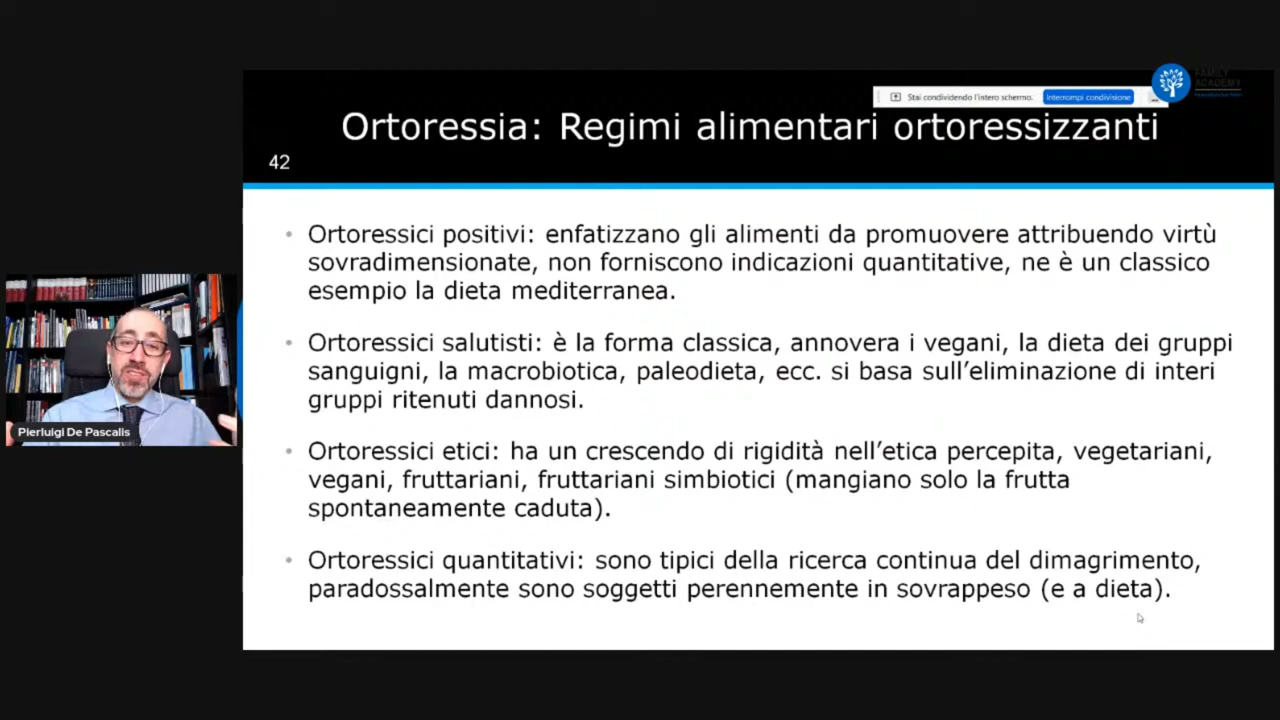 Stai condividendo l'intero schermo.
Interrompi condivisione
FAMILY
ACADEMY
Ortoressia: Regimi alimentari ortoressizzanti
42
• Ortoressici positivi: enfatizzano gli alimenti da promuovere attribuendo virtù
sovradimensionate, non forniscono indicazioni quantitative, ne è un classico
esempio la dieta mediterranea.
• Ortoressici salutisti: è la forma classica, annovera i vegani, la dieta dei gruppi
sanguigni, la macrobiotica, paleodieta, ecc. si basa sull'eliminazione di interi
gruppi ritenuti dannosi.
• Ortoressici etici: ha un crescendo di rigidità nell'etica percepita, vegetariani,
vegani, fruttariani, fruttariani simbiotici (mangiano solo la frutta
spontaneamente caduta).
• Ortoressici quantitativi: sono tipici della ricerca continua del dimagrimento,
paradossalmente sono soggetti perennemente in sovrappeso (e a dieta).
Pierluigi De Pascalis